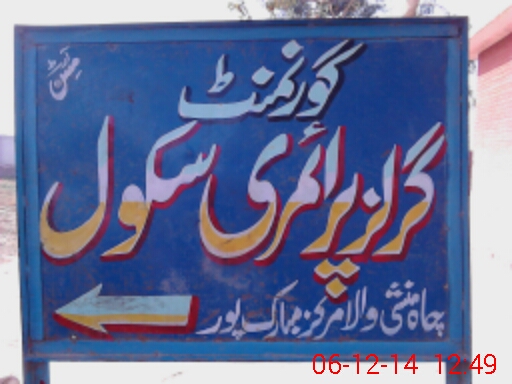 گورنمنٹ
گرلز پرائمری سکول
چاہ منشی والا مرکز مبارک پور
06-12-14 12:49